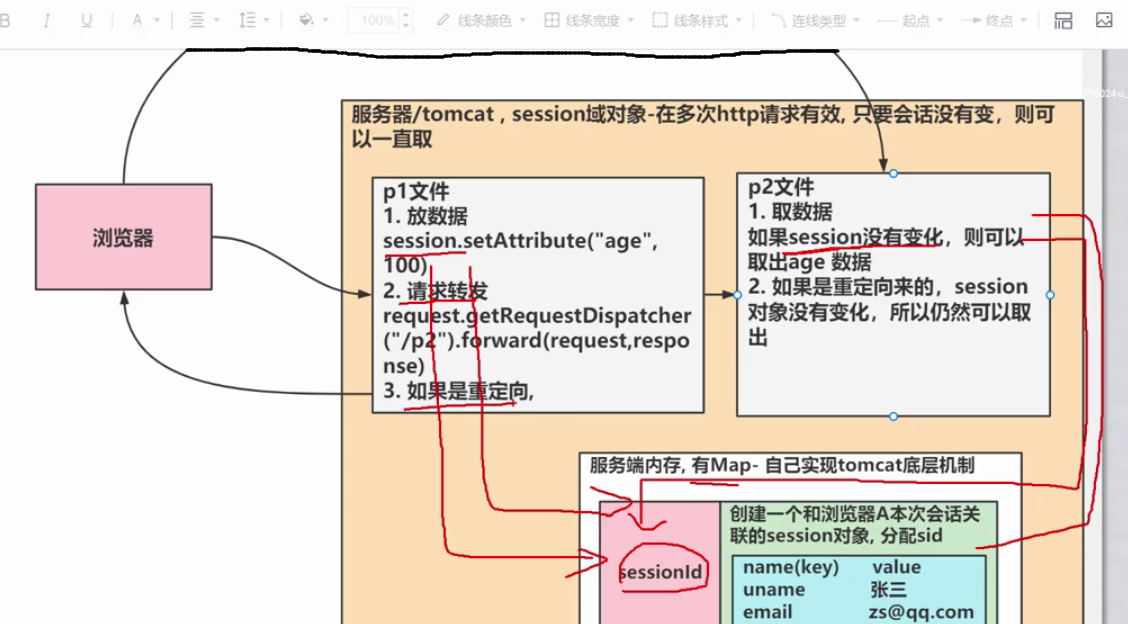 B I U A 100% 线条颜色 线条宽度 线条样式 连线类型 起点 终点
服务器/tomcat , session域对象-在多次http请求有效, 只要会话没有变，则可
以一直取
浏览器
p1文件
1. 放数据
session.setAttribute("age",
100)
2. 请求转发
request.getRequestDispatcher
("/p2").forward(request,respo
nse)
3. 如果是重定向,
p2文件
1. 取数据
如果session没有变化，则可以
取出age 数据
2. 如果是重定向来的，session
对象没有变化，所以仍然可以取
出
服务端内存, 有Map- 自己实现tomcat底层机制
sessionId
创建一个和浏览器A本次会话关
联的session对象, 分配sid
name(key) value
uname 张三
email zs@qq.com